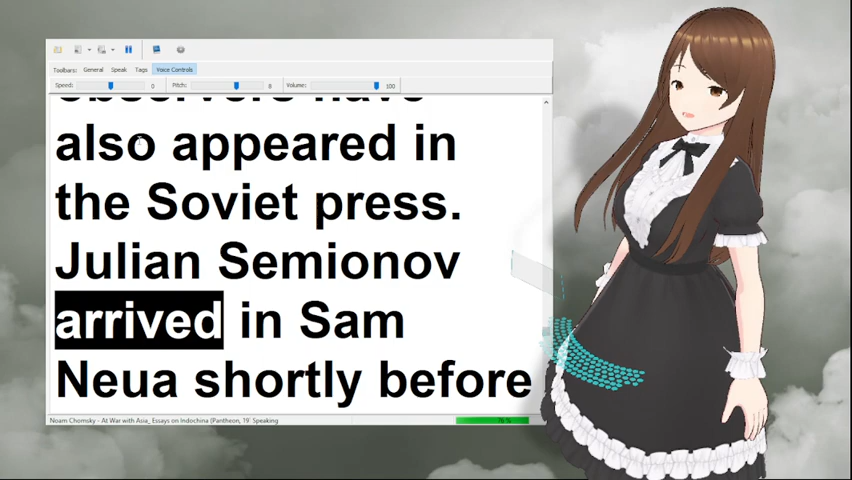 Toolbars: General Speak Tags Voice Controls
Speed: 0 Pitch: 8 Volume: 100
observers have
also appeared in
the Soviet press.
Julian Semionov
arrived in Sam
Neua shortly before
Noam Chomsky - At War with Asia_ Essays on Indochina (Pantheon, 19` Speaking 76 %